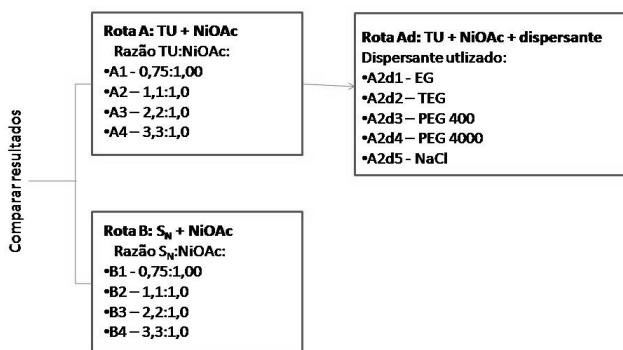 Comparar resultados
Rota A: TU + NiOAc
Razão TU:NiOAc:
•A1 - 0,75:1,00
•A2 – 1,1:1,0
•A3 – 2,2:1,0
•A4 – 3,3:1,0
Rota Ad: TU + NiOAc + dispersante
Dispersante utlizado:
•A2d1 - EG
•A2d2 – TEG
•A2d3 – PEG 400
•A2d4 – PEG 4000
•A2d5 - NaCl
Rota B: SN + NiOAc
Razão SN:NiOAc:
•B1 - 0,75:1,00
•B2 – 1,1:1,0
•B3 – 2,2:1,0
•B4 – 3,3:1,0